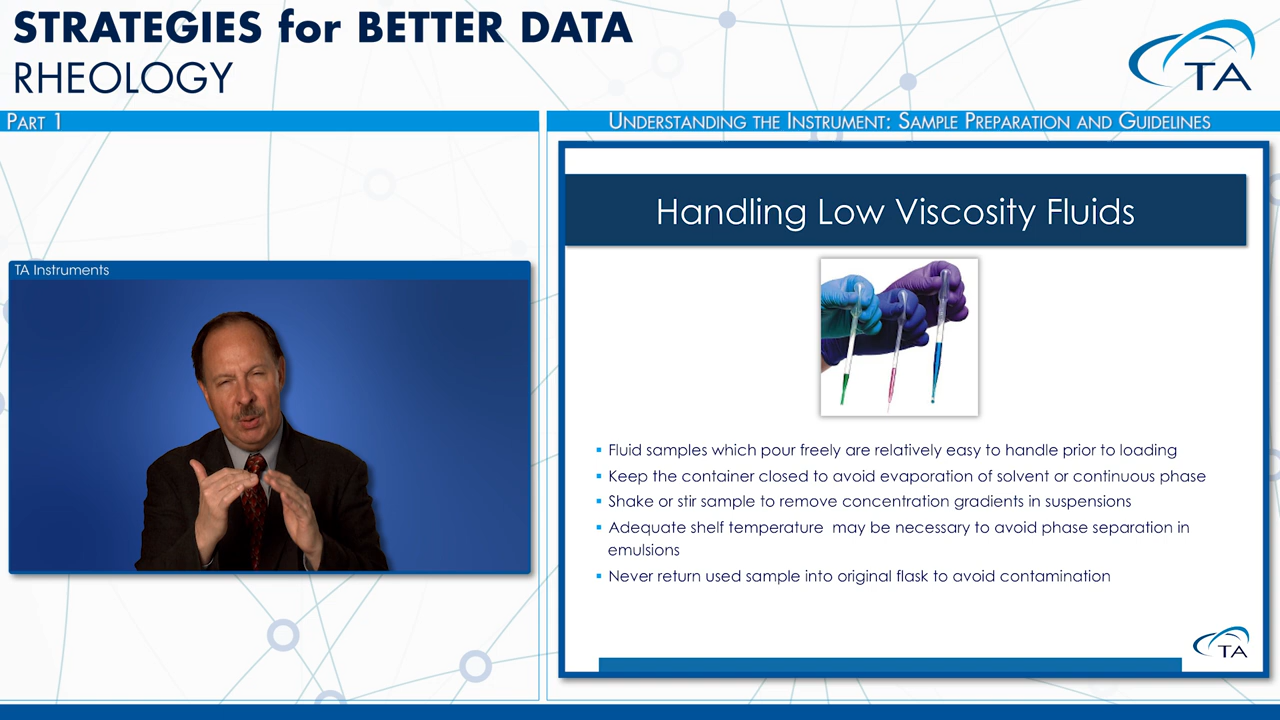 STRATEGIES for BETTER DATA
RHEOLOGY
TA
PART 1
UNDERSTANDING THE INSTRUMENT: SAMPLE PREPARATION AND GUIDELINES
TA Instruments
Handling Low Viscosity Fluids
▪ Fluid samples which pour freely are relatively easy to handle prior to loading
▪ Keep the container closed to avoid evaporation of solvent or continuous phase
▪ Shake or stir sample to remove concentration gradients in suspensions
▪ Adequate shelf temperature may be necessary to avoid phase separation in
emulsions
▪ Never return used sample into original flask to avoid contamination
TA